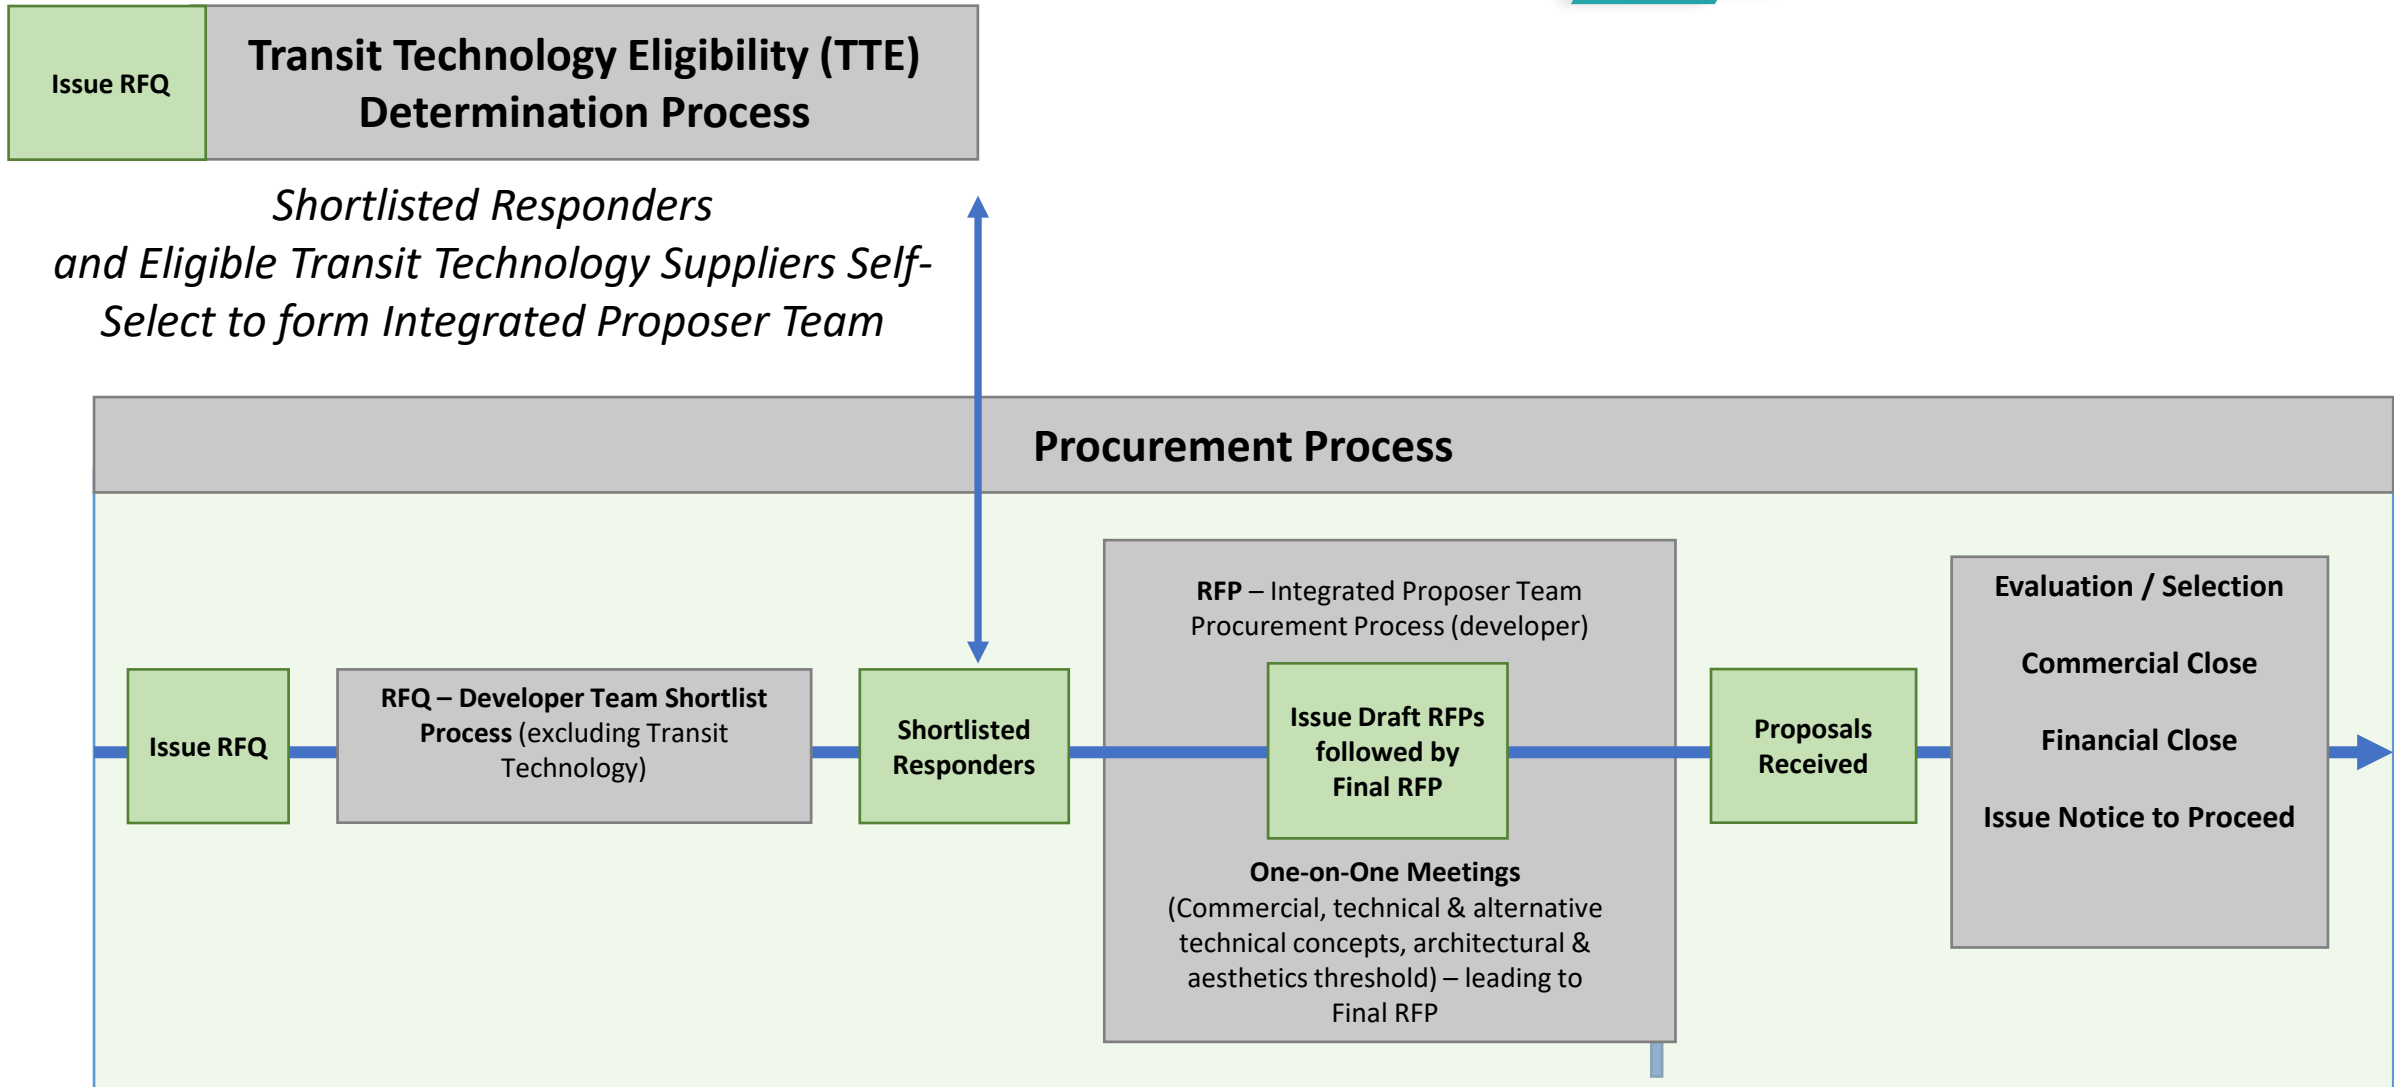 Issue RFQ
Transit Technology Eligibility (TTE)
Determination Process
Shortlisted Responders
and Eligible Transit Technology Suppliers Self-
Select to form Integrated Proposer Team
Procurement Process
Issue RFQ
RFQ – Developer Team Shortlist
Process (excluding Transit
Technology)
Shortlisted
Responders
RFP – Integrated Proposer Team
Procurement Process (developer)
Issue Draft RFPs
followed by
Final RFP
One-on-One Meetings
(Commercial, technical & alternative
technical concepts, architectural &
aesthetics threshold) – leading to
Final RFP
Proposals
Received
Evaluation / Selection
Commercial Close
Financial Close
Issue Notice to Proceed